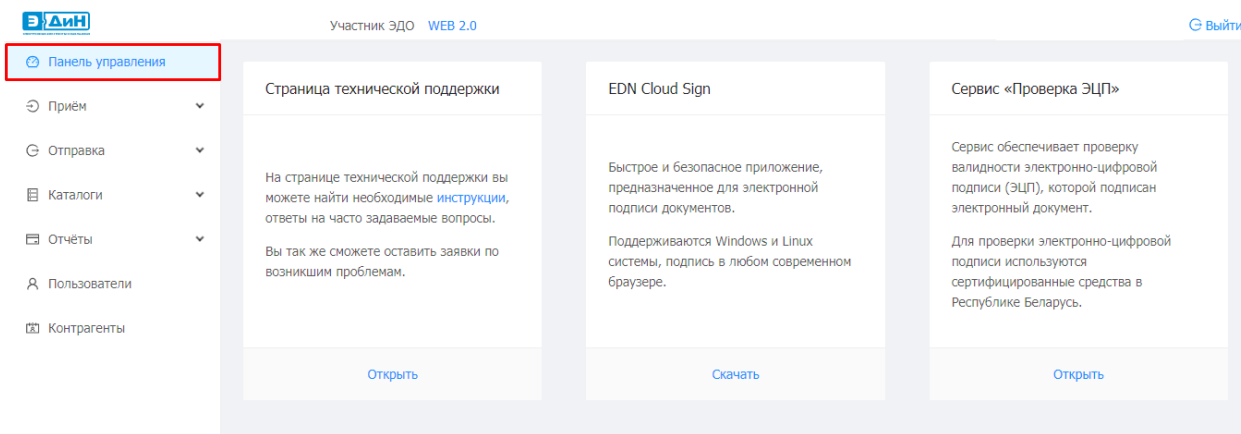 Э ДиН
Участник ЭДО WEB 2.0
Выйти
Панель управления
Приём
Отправка
Каталоги
Отчёты
Пользователи
Контрагенты
Страница технической поддержки
На странице технической поддержки вы
можете найти необходимые инструкции,
ответы на часто задаваемые вопросы.
Вы так же сможете оставить заявки по
возникшим проблемам.
Открыть
EDN Cloud Sign
Быстрое и безопасное приложение,
предназначенное для электронной
подписи документов.
Поддерживаются Windows и Linux
системы, подпись в любом современном
браузере.
Скачать
Сервис «Проверка ЭЦП»
Сервис обеспечивает проверку
валидности электронно-цифровой
подписи (ЭЦП), которой подписан
электронный документ.
Для проверки электронно-цифровой
подписи используются
сертифицированные средства в
Республике Беларусь.
Открыть